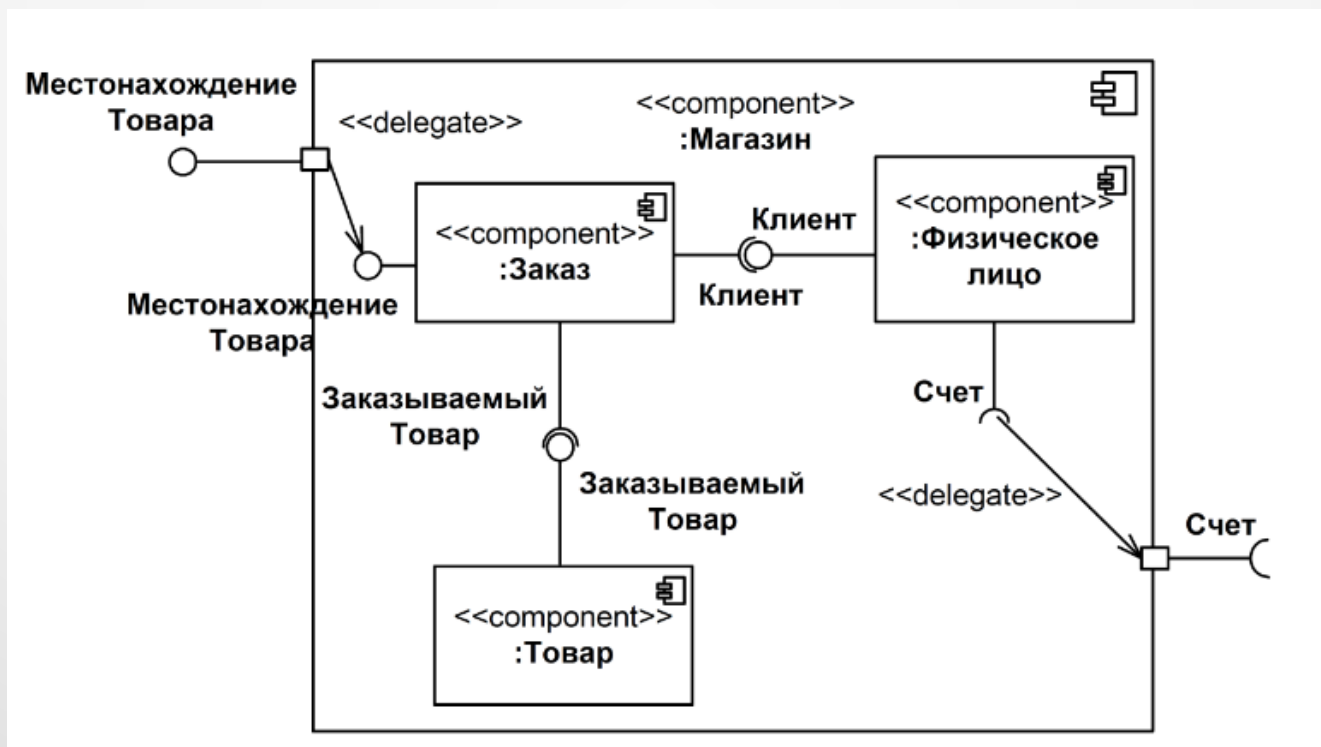 Местонахождение
Товара
<<delegate>>
<<component>>
:Магазин
<<component>>
:Заказ
Клиент
Клиент
<<component>>
:Физическое
лицо
Местонахождение
Товара
Заказываемый
Товар
Счет
Заказываемый
Товар
<<delegate>>
Счет
<<component>>
:Товар